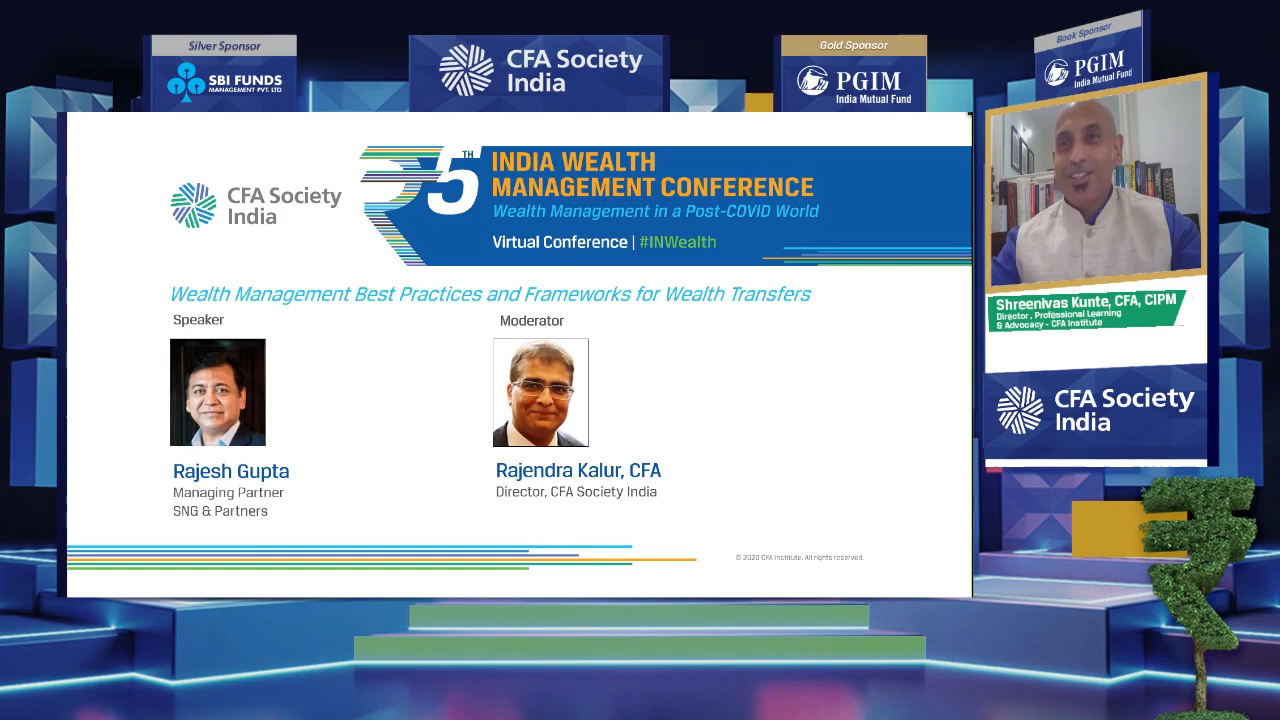 Silver Sponsor
SBI FUNDS
MANAGEMENT PVT. LTD.
CFA Society
India
Gold Sponsor
PGIM
India Mutual Fund
Book Sponsor
PGIM
India Mutual Fund
CFA Society
India
5TH
INDIA WEALTH
MANAGEMENT CONFERENCE
Wealth Management in a Post-COVID World
Virtual Conference | #INWealth
Wealth Management Best Practices and Frameworks for Wealth Transfers
Speaker
Moderator
Rajesh Gupta
Managing Partner
SNG & Partners
Rajendra Kalur, CFA
Director, CFA Society India
© 2020 CFA Institute. All rights reserved.
Shreenivas Kunte, CFA, CIPM
Director, Professional Learning
& Advocacy - CFA Institute
CFA Society
India